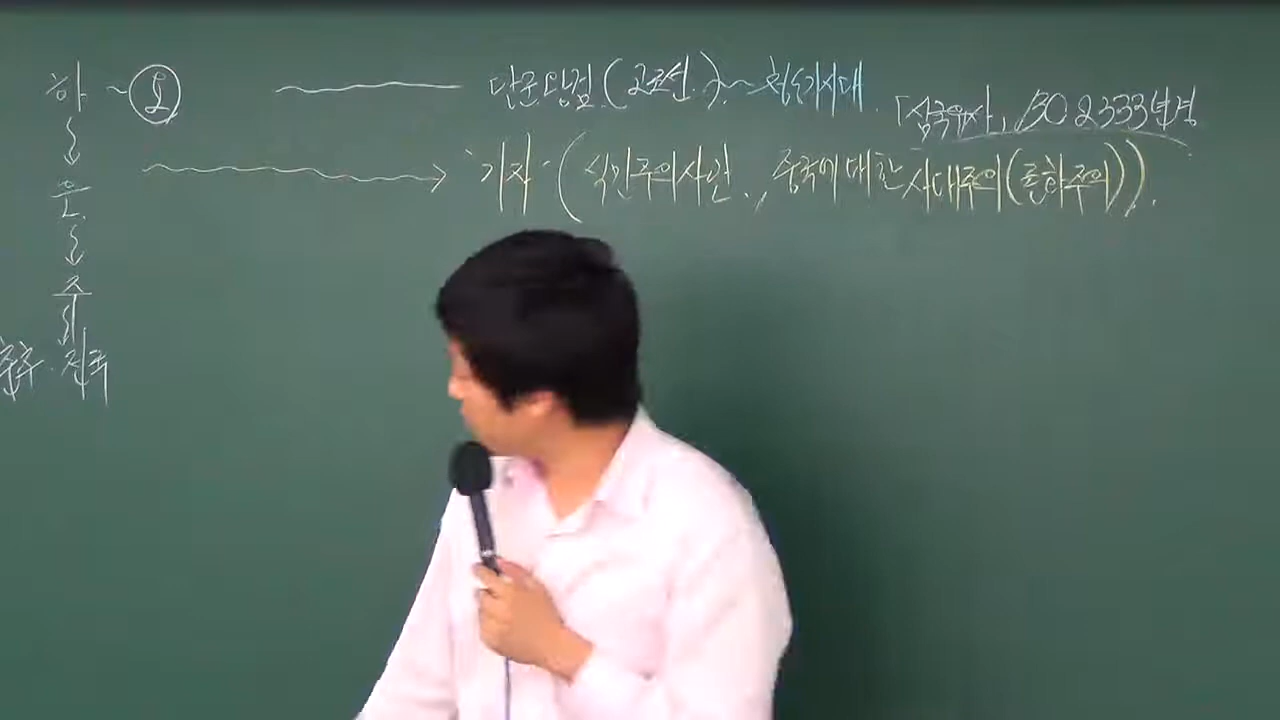 하 ~ 요
단군왕검 (고조선.) ~ 청동기시대.
「삼국유사, BC 2333년경
'기자' (식민주의사안., 중국에 대한 사대주의(존화주의)).
은.
주
춘추. 전국